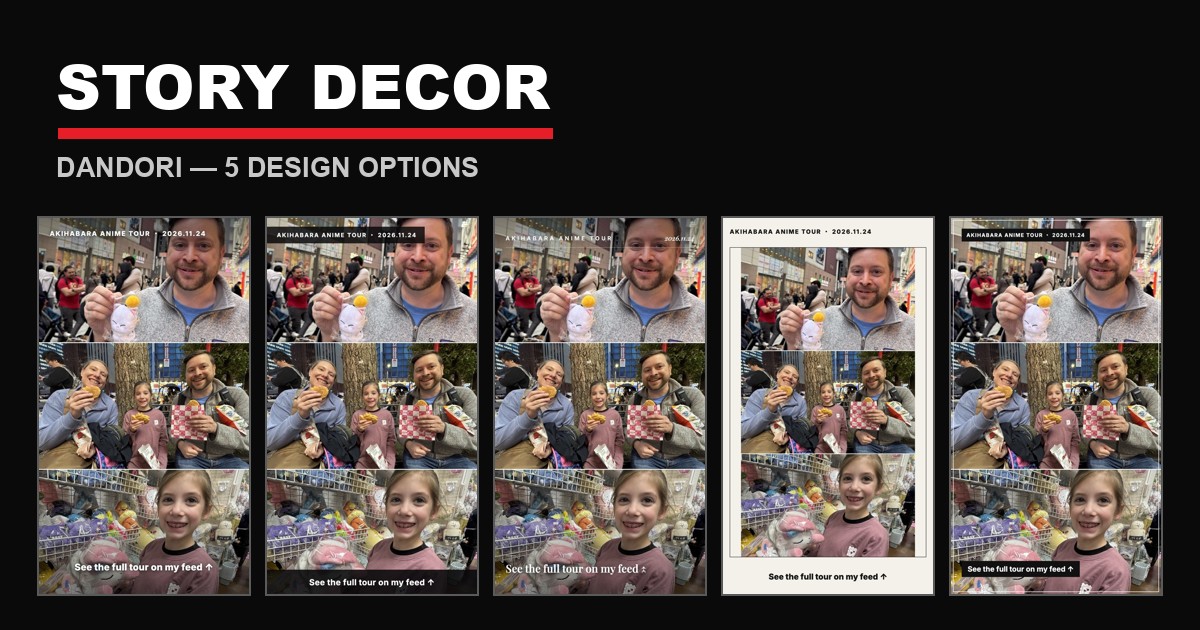 STORY DECOR
DANDORI — 5 DESIGN OPTIONS
AKIHABARA ANIME TOUR • 2026.11.24
See the full tour on my feed ↑
AKIHABARA ANIME TOUR • 2026.11.24
See the full tour on my feed ↑
AKIHABARA ANIME TOUR
2026.11.24
See the full tour on my feed ↑
AKIHABARA ANIME TOUR • 2026.11.24
See the full tour on my feed ↑
AKIHABARA ANIME TOUR • 2026.11.24
See the full tour on my feed ↑